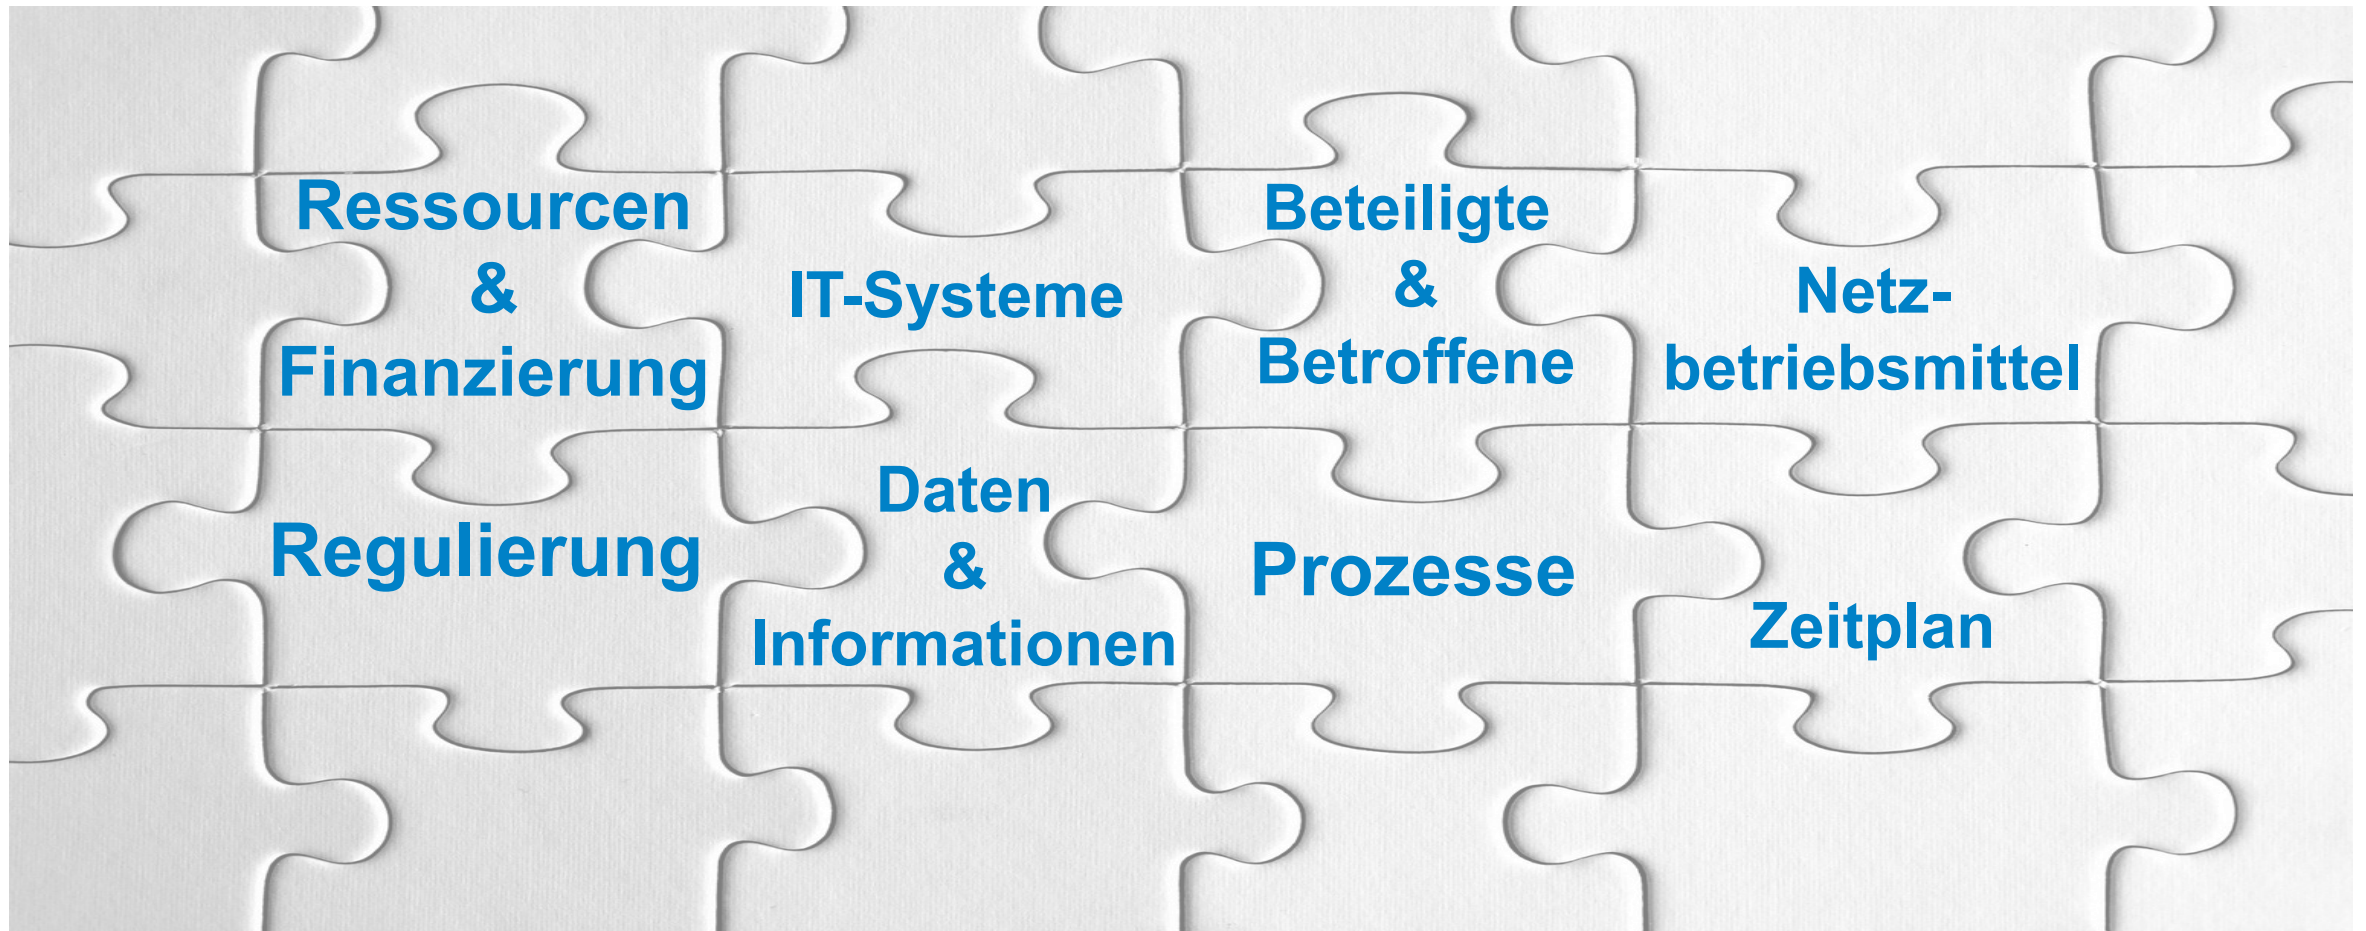 Ressourcen
&
Finanzierung
IT-Systeme
Beteiligte
&
Betroffene
Netz-
betriebsmittel
Regulierung
Daten
&
Informationen
Prozesse
Zeitplan